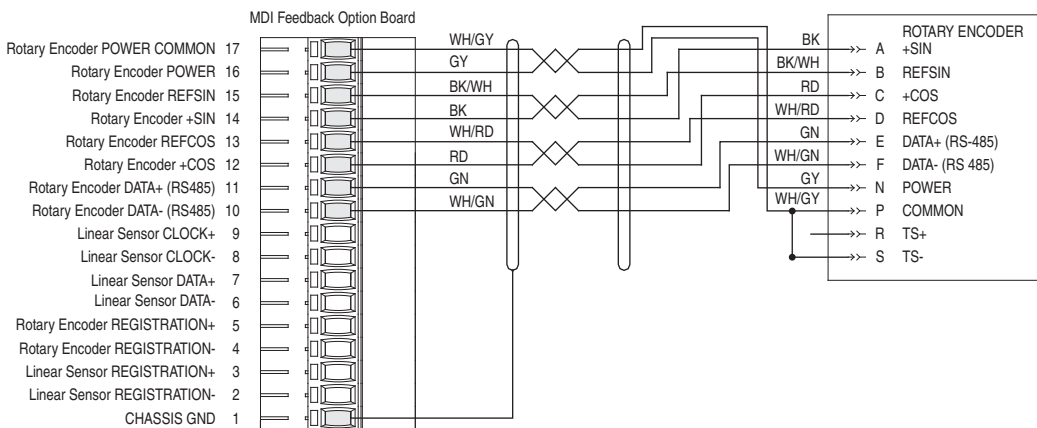 MDI Feedback Option Board
Rotary Encoder POWER COMMON 17
Rotary Encoder POWER 16
Rotary Encoder REFSIN 15
Rotary Encoder +SIN 14
Rotary Encoder REFCOS 13
Rotary Encoder +COS 12
Rotary Encoder DATA+ (RS485) 11
Rotary Encoder DATA- (RS485) 10
Linear Sensor CLOCK+ 9
Linear Sensor CLOCK- 8
Linear Sensor DATA+ 7
Linear Sensor DATA- 6
Rotary Encoder REGISTRATION+ 5
Rotary Encoder REGISTRATION- 4
Linear Sensor REGISTRATION+ 3
Linear Sensor REGISTRATION- 2
CHASSIS GND 1
WH/GY
GY
BK/WH
BK
WH/RD
RD
GN
WH/GN
ROTARY ENCODER
BK A +SIN
BK/WH B REFSIN
RD C +COS
WH/RD D REFCOS
GN E DATA+ (RS-485)
WH/GN F DATA- (RS 485)
GY N POWER
WH/GY P COMMON
R TS+
S TS-